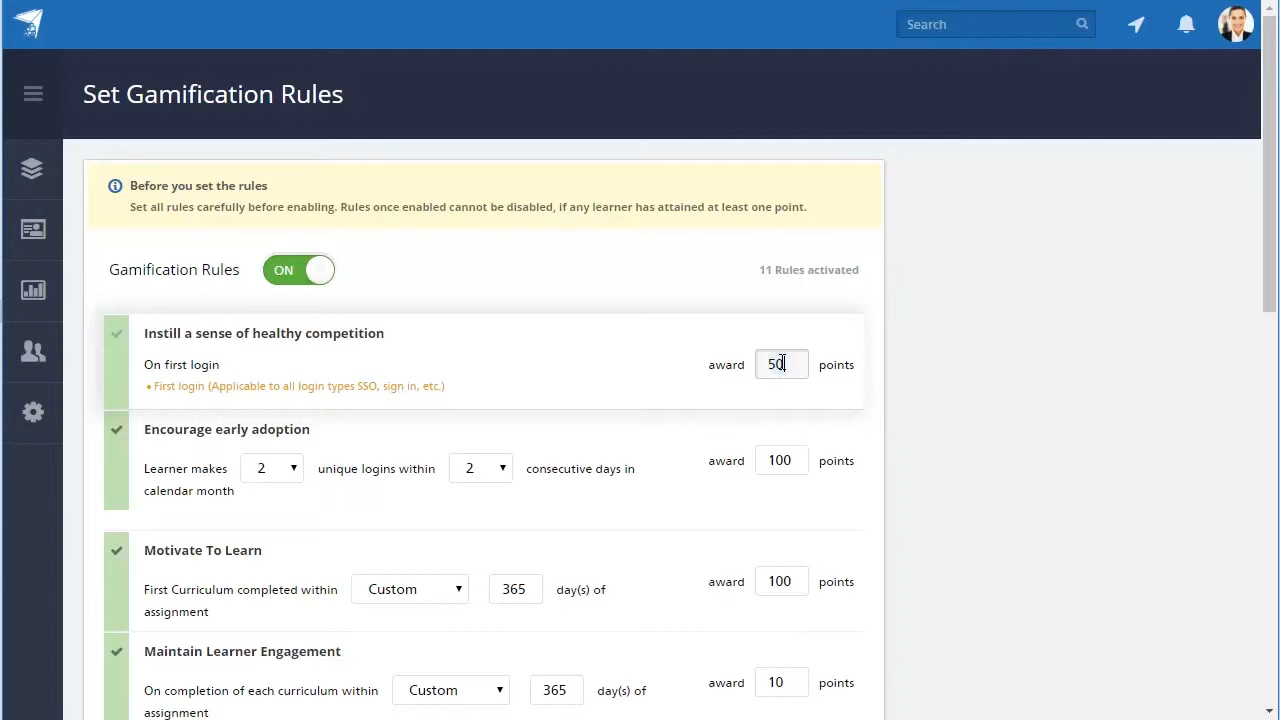 Search
Set Gamification Rules
Before you set the rules
Set all rules carefully before enabling. Rules once enabled cannot be disabled, if any learner has attained at least one point.
Gamification Rules ON 11 Rules activated
Instill a sense of healthy competition
On first login award 50 points
• First login (Applicable to all login types SSO, sign in, etc.)
Encourage early adoption
Learner makes 2 unique logins within 2 consecutive days in award 100 points
calendar month
Motivate To Learn
First Curriculum completed within Custom 365 day(s) of award 100 points
assignment
Maintain Learner Engagement
On completion of each curriculum within Custom 365 day(s) of award 10 points
assignment